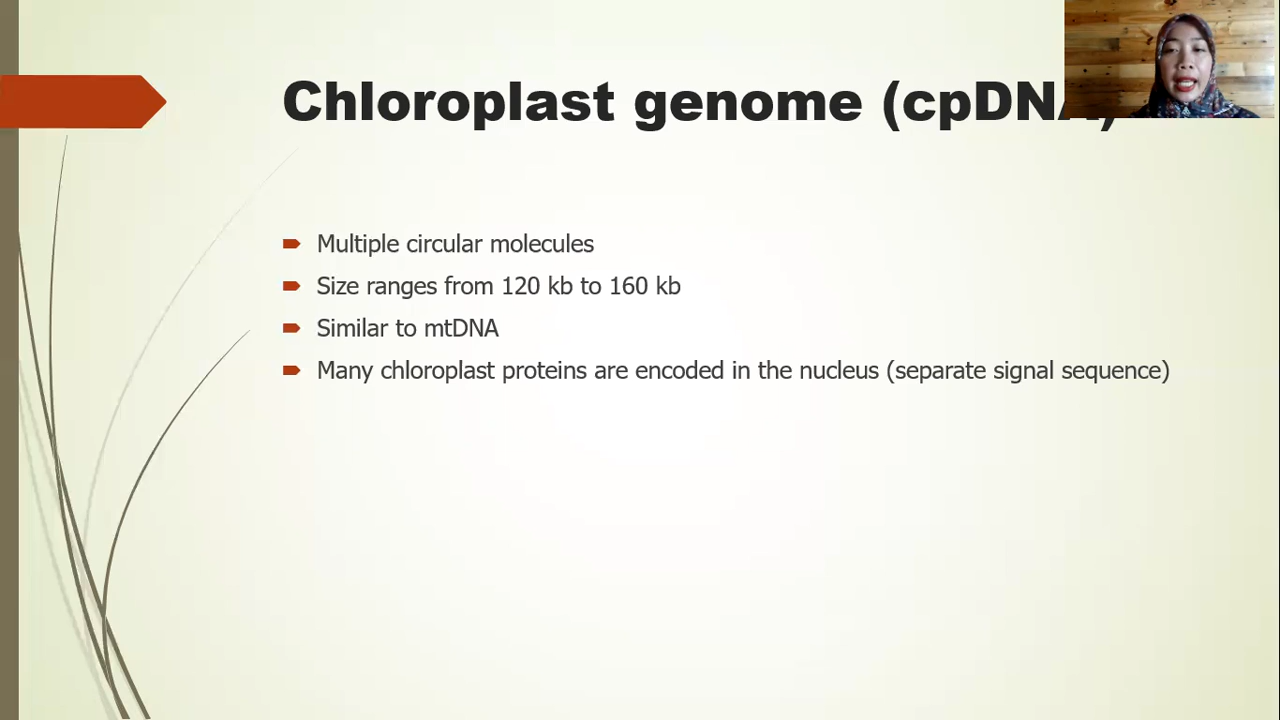 Chloroplast genome (cpDNA)
Multiple circular molecules
Size ranges from 120 kb to 160 kb
Similar to mtDNA
Many chloroplast proteins are encoded in the nucleus (separate signal sequence)